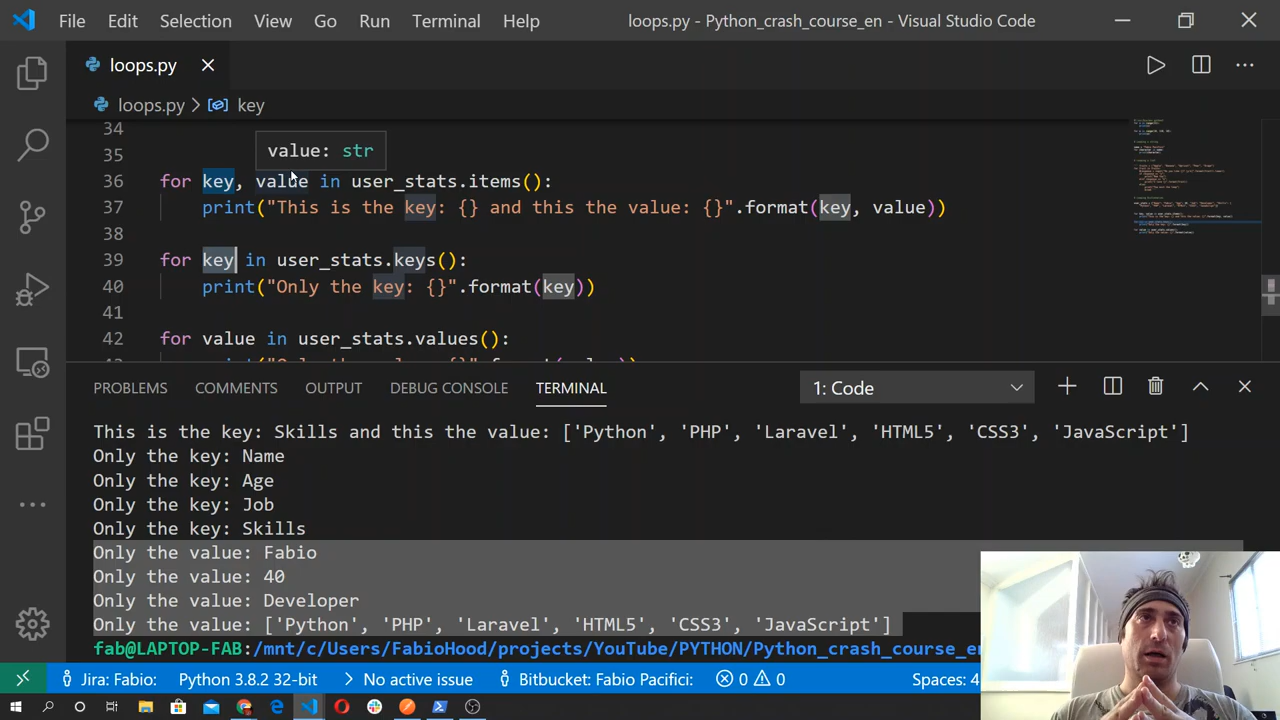 File Edit Selection View Go Run Terminal Help loops.py - Python_crash_course_en - Visual Studio Code
loops.py
loops.py > key
34
35
value: str
36 for key, value in user_stats.items():
37 print("This is the key: {} and this the value: {}".format(key, value))
38
39 for key in user_stats.keys():
40 print("Only the key: {}".format(key))
41
42 for value in user_stats.values():
PROBLEMS COMMENTS OUTPUT DEBUG CONSOLE TERMINAL 1: Code
This is the key: Skills and this the value: ['Python', 'PHP', 'Laravel', 'HTML5', 'CSS3', 'JavaScript']
Only the key: Name
Only the key: Age
Only the key: Job
Only the key: Skills
Only the value: Fabio
Only the value: 40
Only the value: Developer
Only the value: ['Python', 'PHP', 'Laravel', 'HTML5', 'CSS3', 'JavaScript']
fab@LAPTOP-FAB:/mnt/c/Users/FabioHood/projects/YouTube/PYTHON/Python_crash_course_en
Jira: Fabio: Python 3.8.2 32-bit No active issue Bitbucket: Fabio Pacifici: 0 0 Spaces: 4